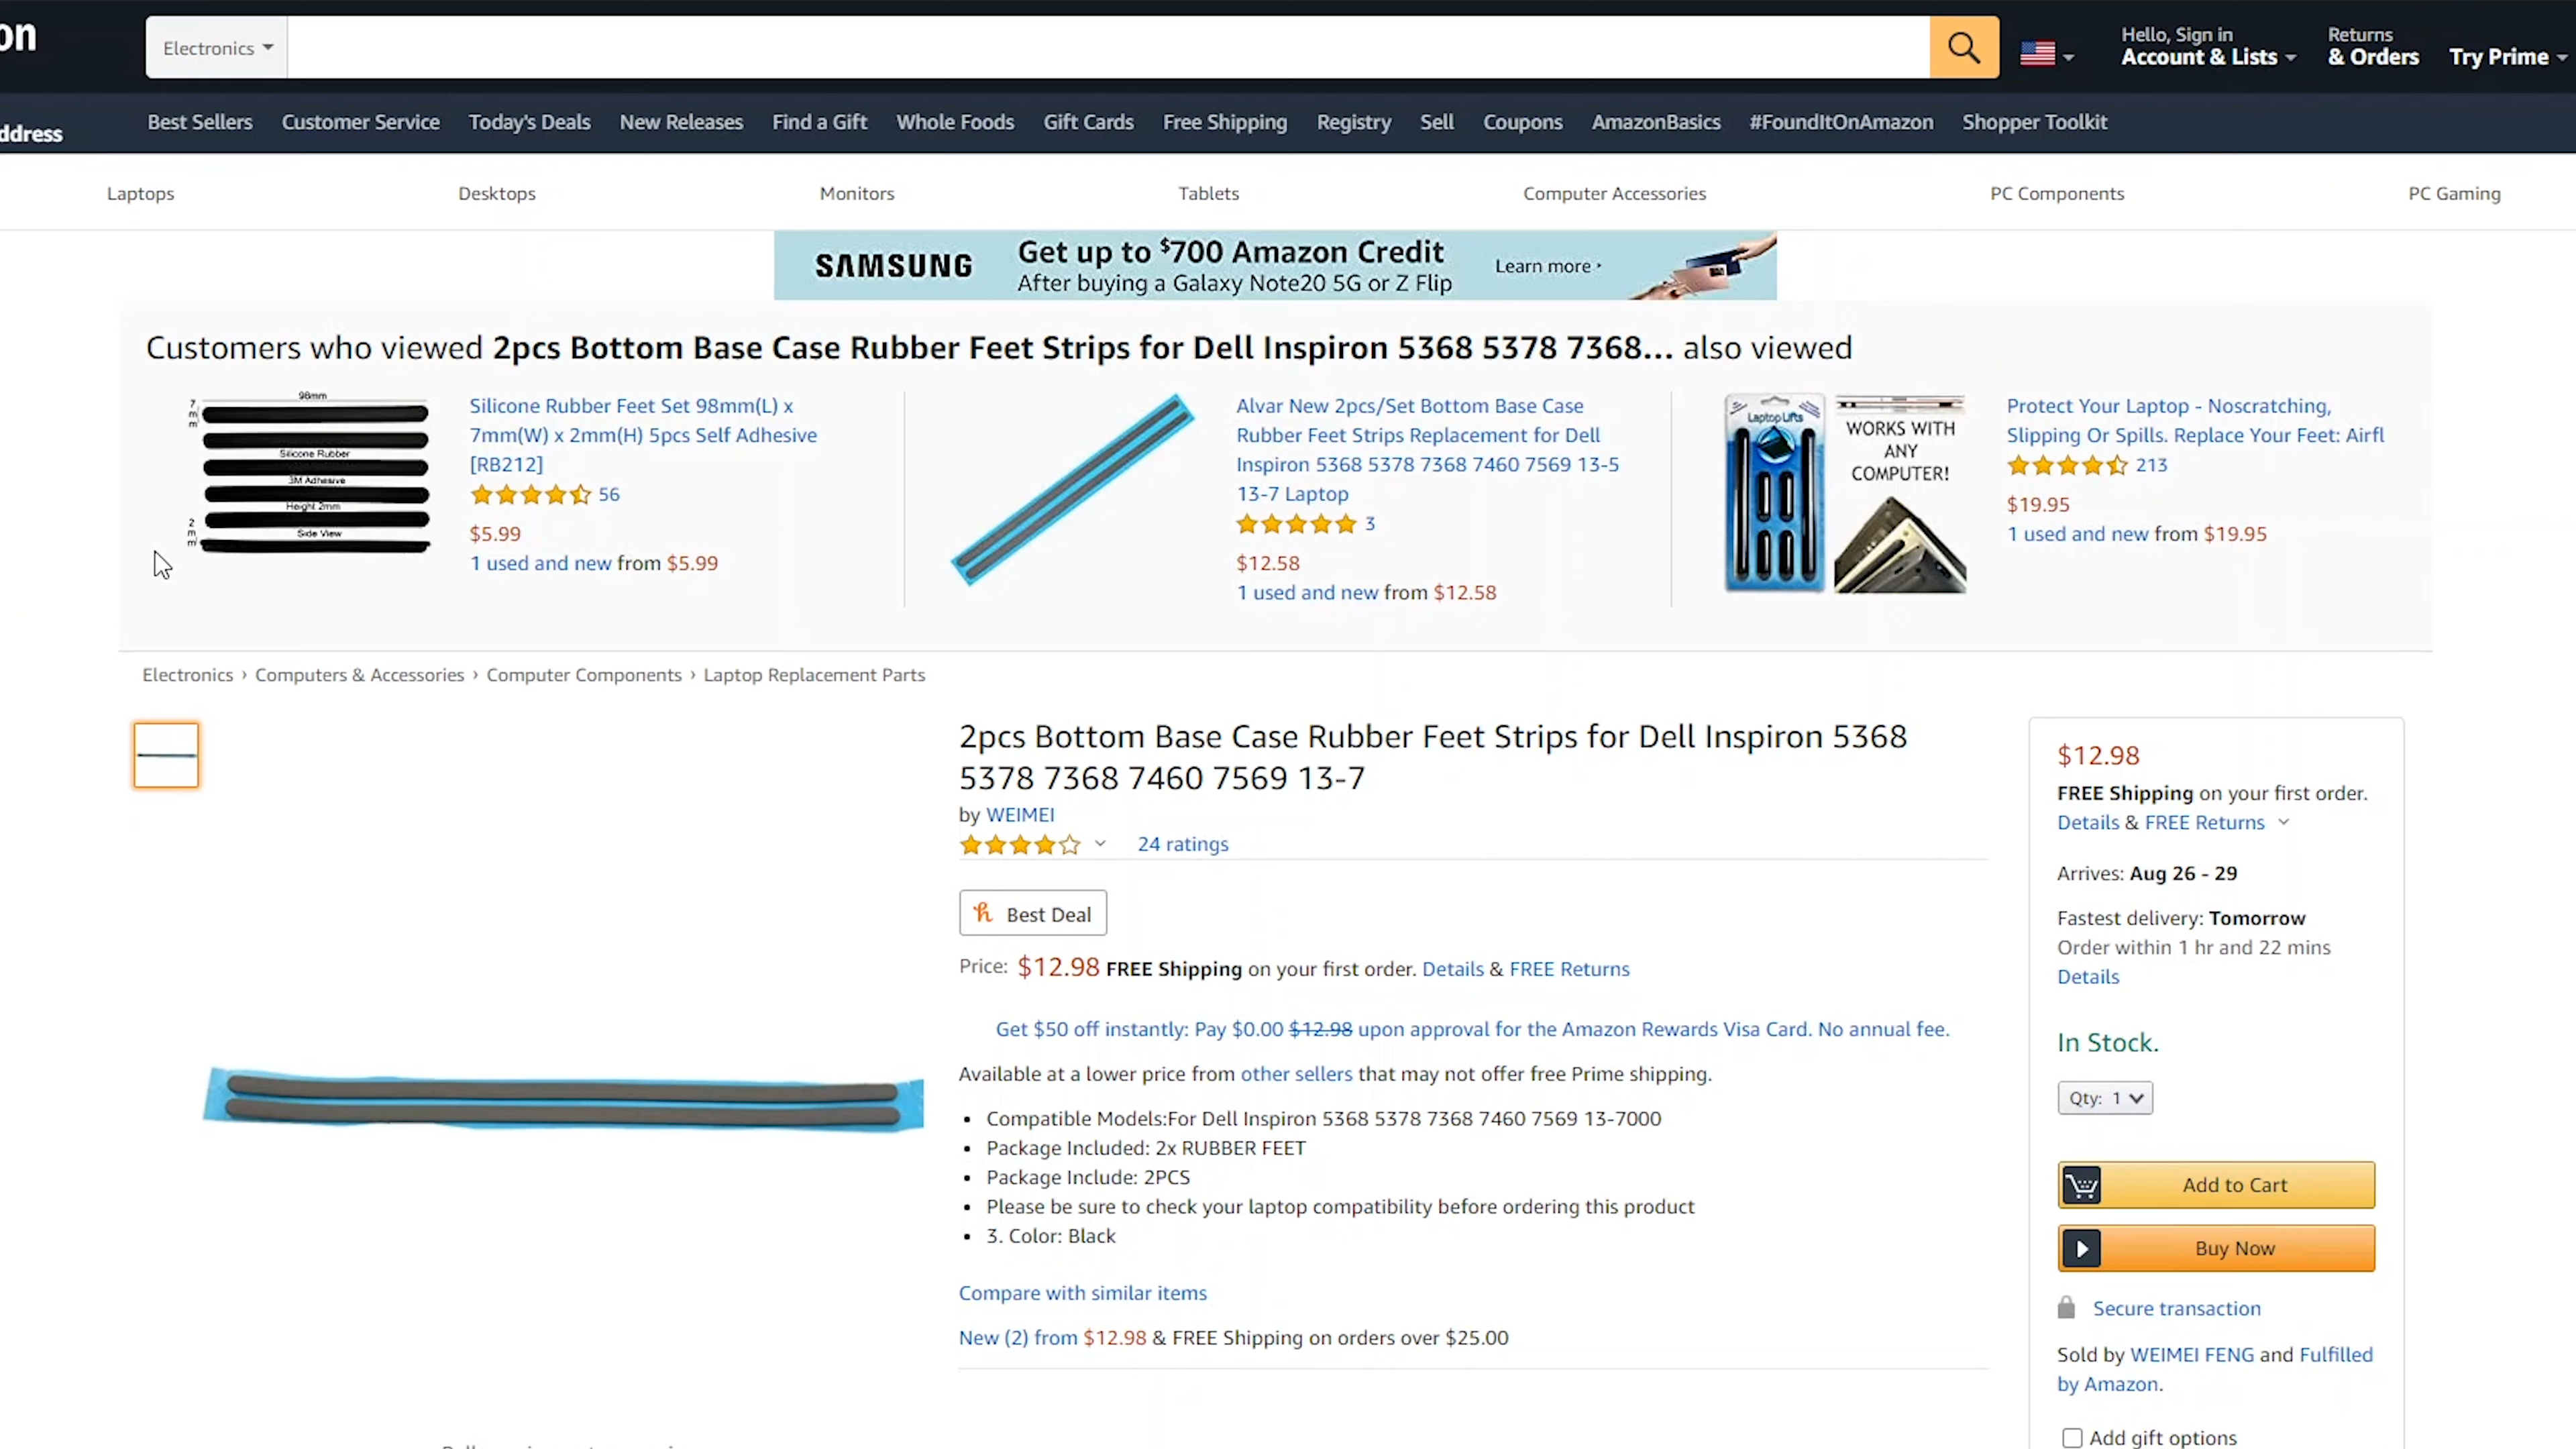 on
Electronics
Hello, Sign in
Account & Lists
Returns
& Orders
Try Prime
ddress
Best Sellers
Customer Service
Today's Deals
New Releases
Find a Gift
Whole Foods
Gift Cards
Free Shipping
Registry
Sell
Coupons
AmazonBasics
#FoundItOnAmazon
Shopper Toolkit
Laptops
Desktops
Monitors
Tablets
Computer Accessories
PC Components
PC Gaming
SAMSUNG
Get up to $700 Amazon Credit
After buying a Galaxy Note20 5G or Z Flip
Learn more
Customers who viewed 2pcs Bottom Base Case Rubber Feet Strips for Dell Inspiron 5368 5378 7368... also viewed
98mm
7
m
m
Silicone Rubber
3M Adhesive
Height 2mm
2
m
m
Side View
Silicone Rubber Feet Set 98mm(L) x
7mm(W) x 2mm(H) 5pcs Self Adhesive
[RB212]
56
$5.99
1 used and new from $5.99
Alvar New 2pcs/Set Bottom Base Case
Rubber Feet Strips Replacement for Dell
Inspiron 5368 5378 7368 7460 7569 13-5
13-7 Laptop
3
$12.58
1 used and new from $12.58
Laptop Lifts
WORKS WITH
ANY
COMPUTER!
Protect Your Laptop - Noscratching,
Slipping Or Spills. Replace Your Feet: Airfl
213
$19.95
1 used and new from $19.95
Electronics › Computers & Accessories › Computer Components › Laptop Replacement Parts
2pcs Bottom Base Case Rubber Feet Strips for Dell Inspiron 5368
5378 7368 7460 7569 13-7
by WEIMEI
24 ratings
Best Deal
Price: $12.98 FREE Shipping on your first order. Details & FREE Returns
Get $50 off instantly: Pay $0.00 $12.98 upon approval for the Amazon Rewards Visa Card. No annual fee.
Available at a lower price from other sellers that may not offer free Prime shipping.
• Compatible Models:For Dell Inspiron 5368 5378 7368 7460 7569 13-7000
• Package Included: 2x RUBBER FEET
• Package Include: 2PCS
• Please be sure to check your laptop compatibility before ordering this product
• 3. Color: Black
Compare with similar items
New (2) from $12.98 & FREE Shipping on orders over $25.00
$12.98
FREE Shipping on your first order.
Details & FREE Returns
Arrives: Aug 26 - 29
Fastest delivery: Tomorrow
Order within 1 hr and 22 mins
Details
In Stock.
Qty: 1
Add to Cart
Buy Now
Secure transaction
Sold by WEIMEI FENG and Fulfilled
by Amazon.
Add gift options